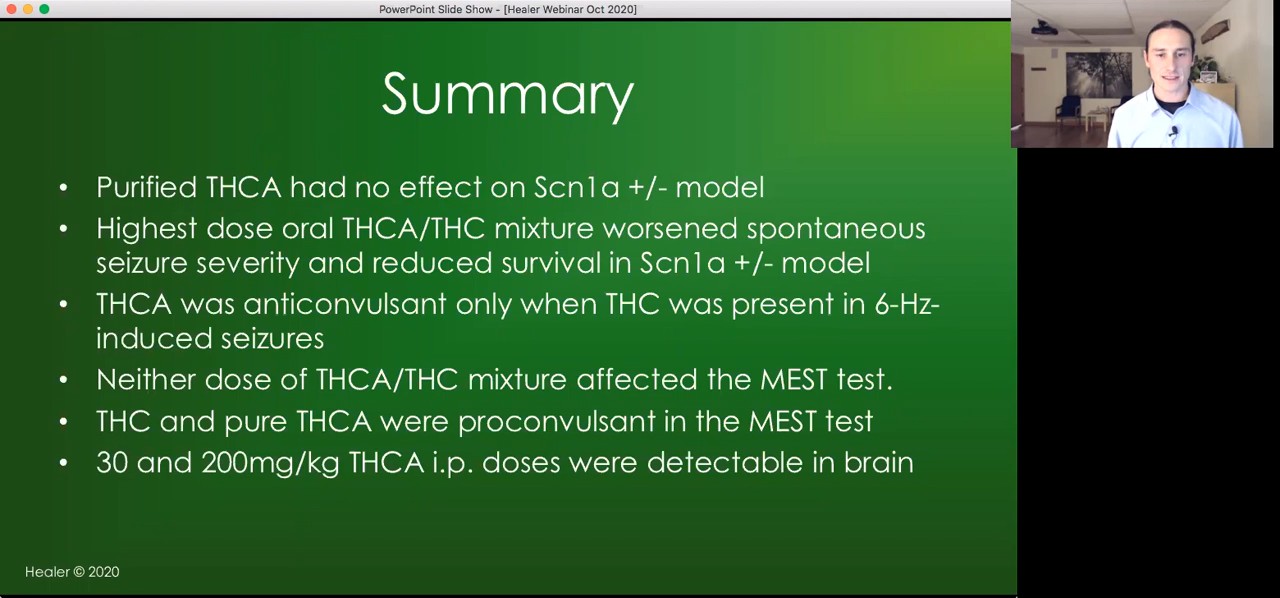 PowerPoint Slide Show - [Healer Webinar Oct 2020]
Summary
• Purified THCA had no effect on Scn1a +/- model
• Highest dose oral THCA/THC mixture worsened spontaneous
seizure severity and reduced survival in Scn1a +/- model
• THCA was anticonvulsant only when THC was present in 6-Hz-
induced seizures
• Neither dose of THCA/THC mixture affected the MEST test.
• THC and pure THCA were proconvulsant in the MEST test
• 30 and 200mg/kg THCA i.p. doses were detectable in brain
Healer © 2020